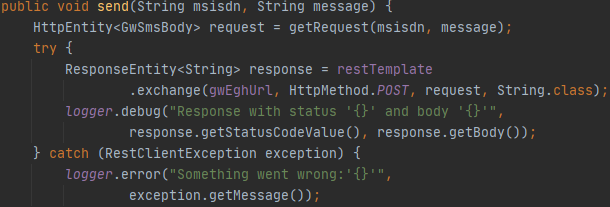 public void send(String msisdn, String message) {
    HttpEntity<GwSmsBody> request = getRequest(msisdn, message);
    try {
        ResponseEntity<String> response = restTemplate
                .exchange(gwEghUrl, HttpMethod.POST, request, String.class);
        logger.debug("Response with status '{}' and body '{}'",
                response.getStatusCodeValue(), response.getBody());
    } catch (RestClientException exception) {
        logger.error("Something went wrong:'{}'",
                exception.getMessage());